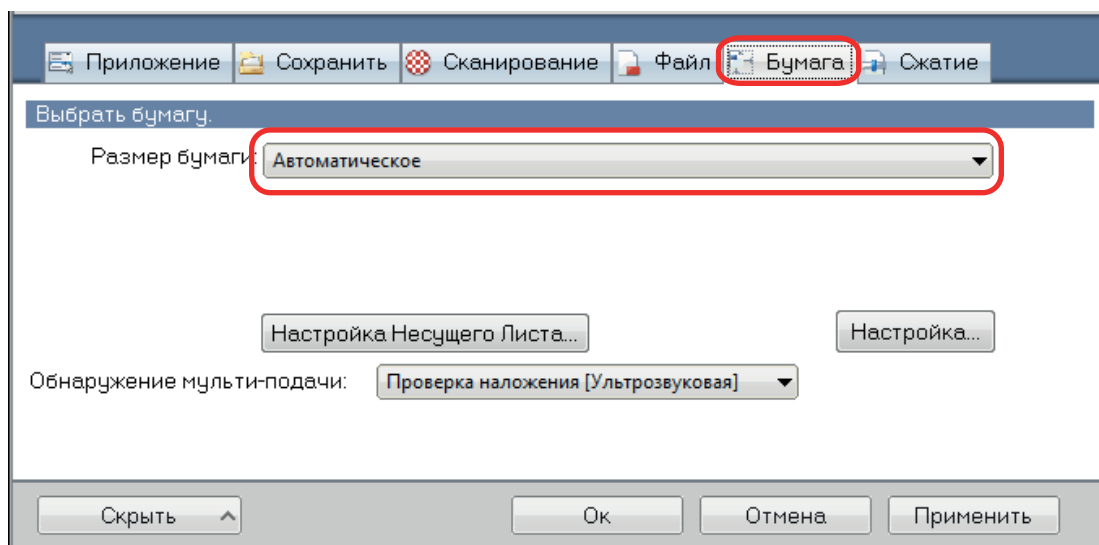 Приложение Сохранить Сканирование Файл Бумага Сжатие
Выбрать бумагу.
Размер бумаги: Автоматическое
Настройка Несущего Листа... Настройка...
Обнаружение мульти-подачи: Проверка наложения [Ультрозвуковая]
Скрыть Ок Отмена Применить